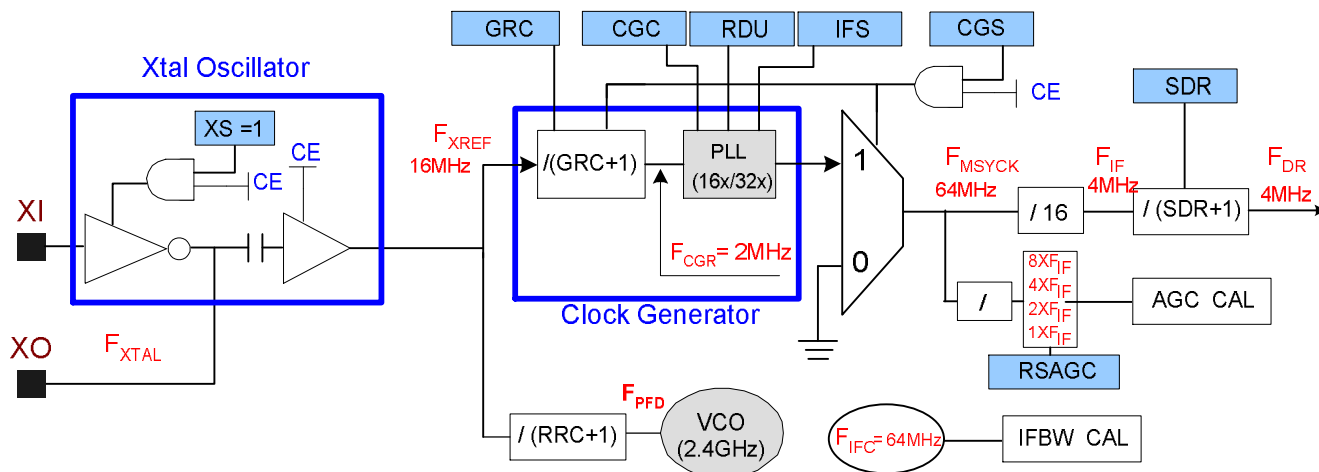 GRC
CGC
RDU
IFS
CGS
Xtal Oscillator
CE
SDR
XS =1
CE
CE
F_XREF
16MHz
/(GRC+1)
PLL
(16x/32x)
1
0
F_MSYCK
64MHz
F_IF
4MHz
F_DR
4MHz
/ 16
/ (SDR+1)
XI
F_CGR= 2MHz
8XF_IF
4XF_IF
2XF_IF
1XF_IF
/
AGC CAL
Clock Generator
RSAGC
XO
F_XTAL
F_PFD
/ (RRC+1)
VCO
(2.4GHz)
F_IFC= 64MHz
IFBW CAL